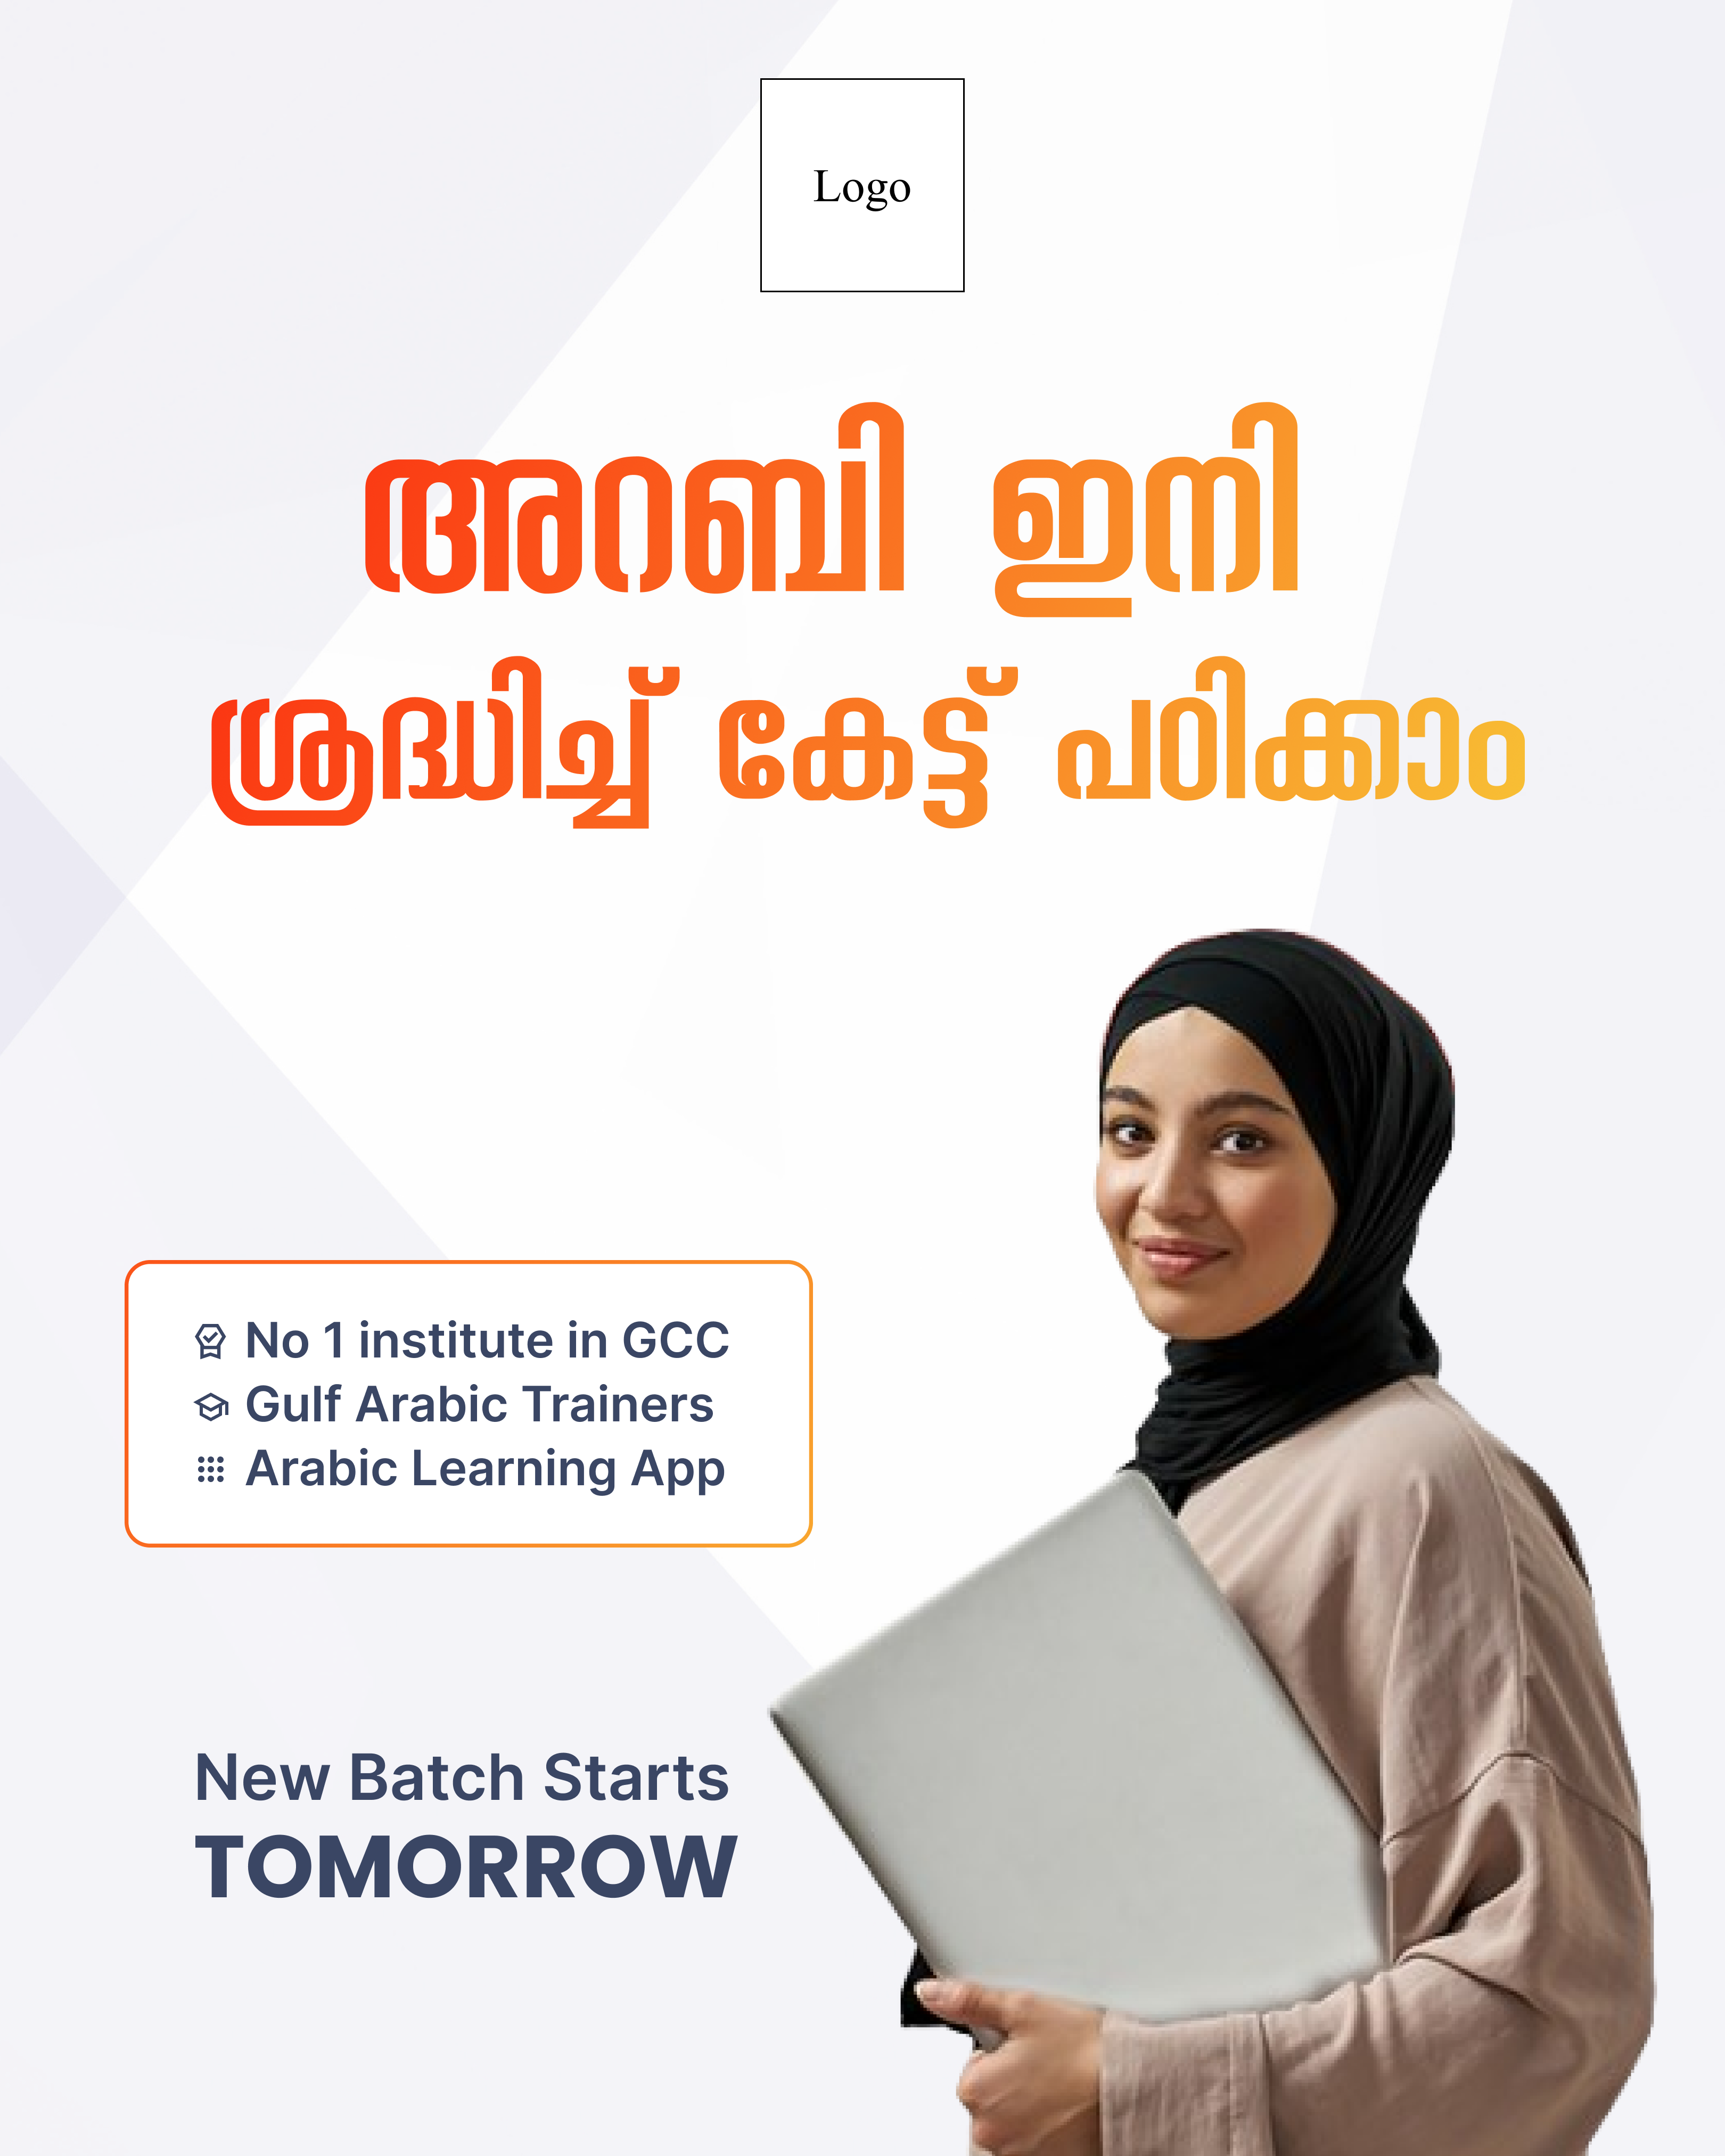 Logo
അറബി ഇനി
ശ്രദ്ധിച്ച് കേട്ട് പഠിക്കാം
No 1 institute in GCC
Gulf Arabic Trainers
Arabic Learning App
New Batch Starts
TOMORROW